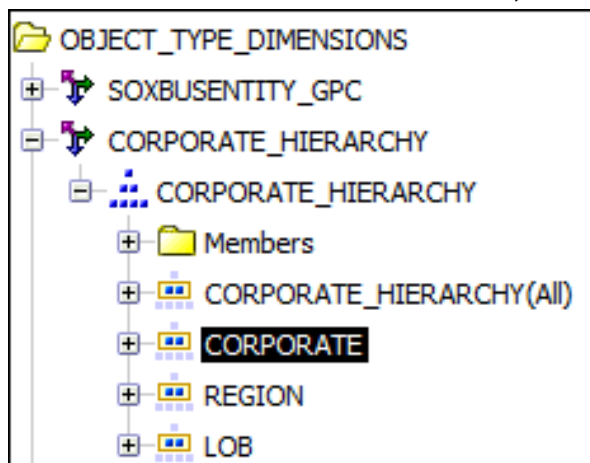 OBJECT_TYPE_DIMENSIONS
SOXBUSENTITY_GPC
CORPORATE_HIERARCHY
CORPORATE_HIERARCHY
Members
CORPORATE_HIERARCHY(All)
CORPORATE
REGION
LOB